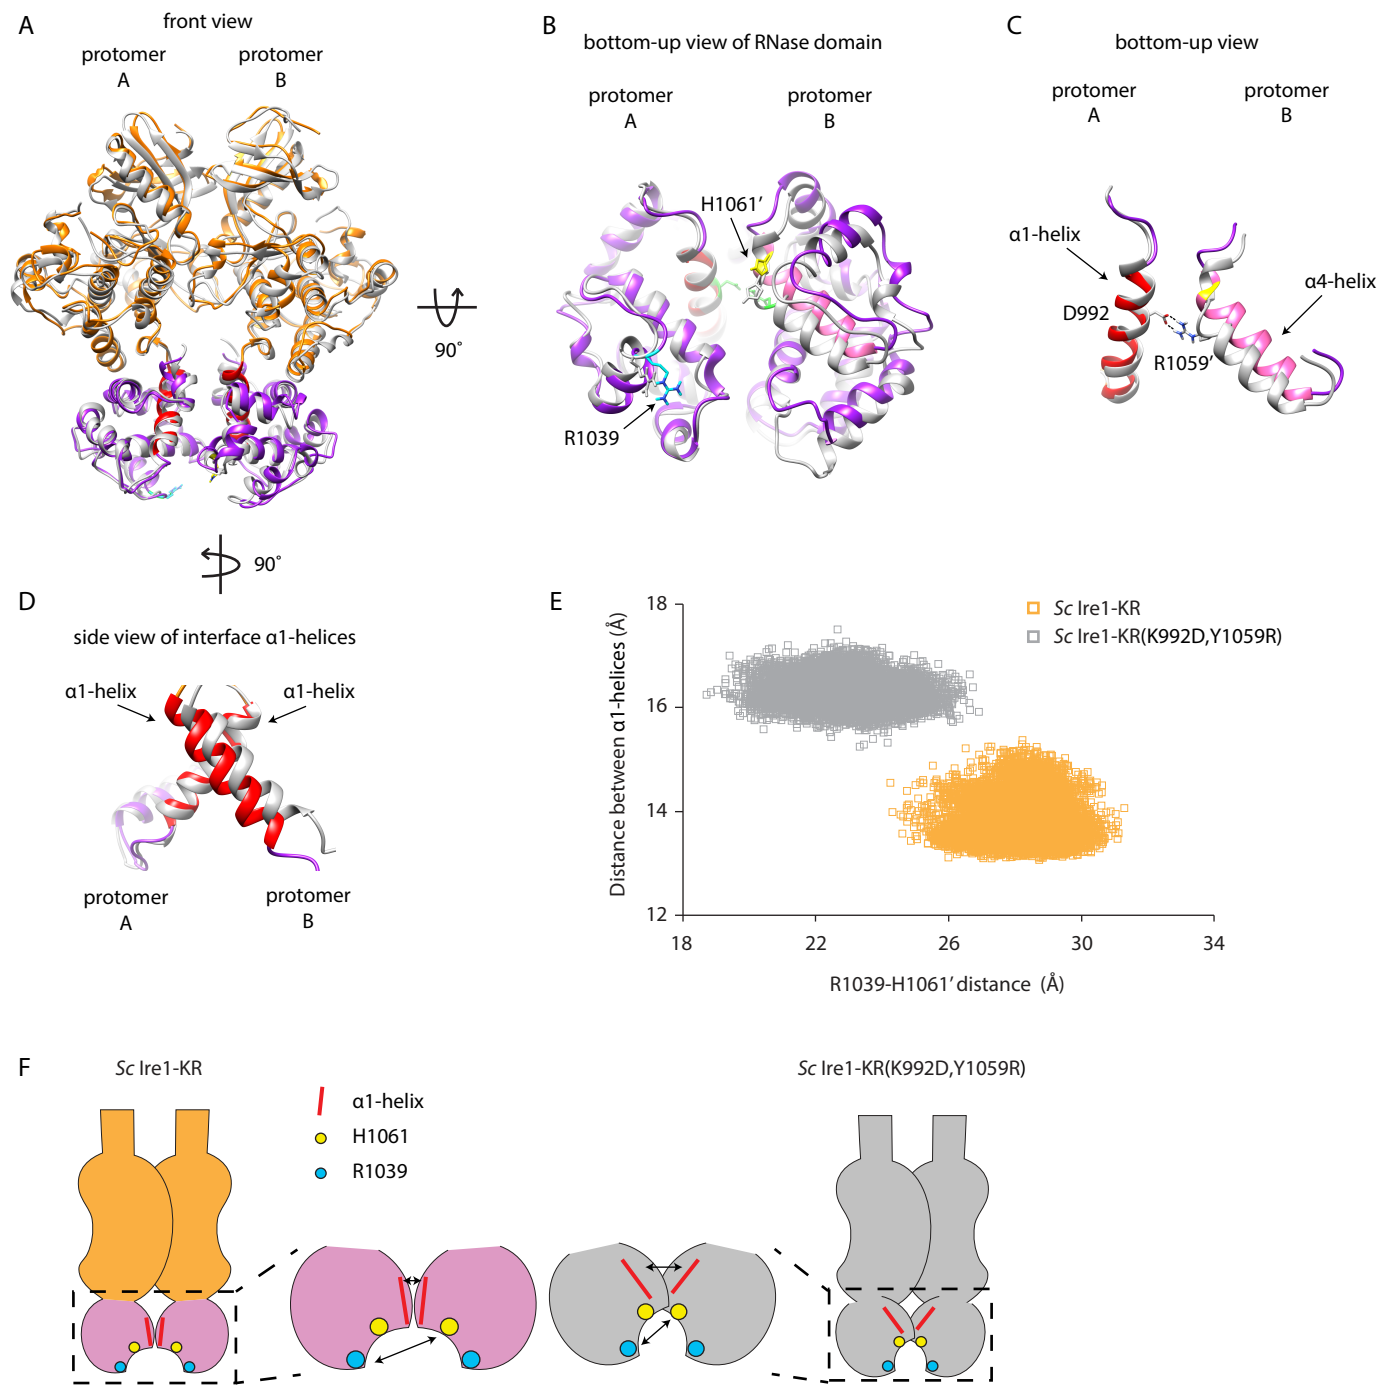 A
front view
protomer
A
protomer
B
90°
90°
B
bottom-up view of RNase domain
protomer
A
protomer
B
H1061′
R1039
C
bottom-up view
protomer
A
protomer
B
α1-helix
α4-helix
D992
R1059′
D
side view of interface α1-helices
α1-helix
α1-helix
protomer
A
protomer
B
E
Distance between α1-helices (Å)
18
16
14
12
18
22
26
30
34
R1039-H1061′ distance (Å)
Sc Ire1-KR
Sc Ire1-KR(K992D,Y1059R)
F
Sc Ire1-KR
α1-helix
H1061
R1039
Sc Ire1-KR(K992D,Y1059R)